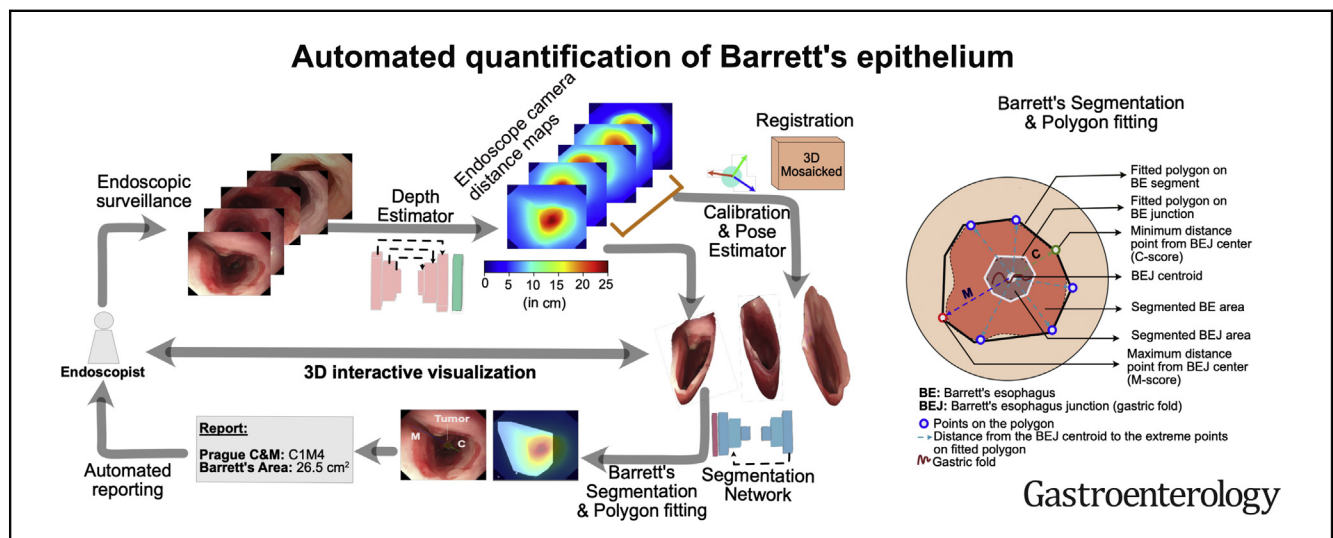 Automated quantification of Barrett's epithelium
Endoscopic
surveillance
Depth
Estimator
Endoscope camera
distance maps
0 5 10 15 20 25
(in cm)
Registration
3D
Mosaicked
Calibration
& Pose
Estimator
Endoscopist
3D interactive visualization
Segmentation
Network
Barrett's
Segmentation
& Polygon fitting
Tumor
M
C
Report:
Prague C&M: C1M4
Barrett's Area: 26.5 cm²
Automated
reporting
Barrett's Segmentation
& Polygon fitting
C
M
Fitted polygon on
BE segment
Fitted polygon on
BE junction
Minimum distance
point from BEJ center
(C-score)
BEJ centroid
Segmented BE area
Segmented BEJ area
Maximum distance
point from BEJ center
(M-score)
BE: Barrett's esophagus
BEJ: Barrett's esophagus junction (gastric fold)
Points on the polygon
Distance from the BEJ centroid to the extreme points
on fitted polygon
Gastric fold
Gastroenterology